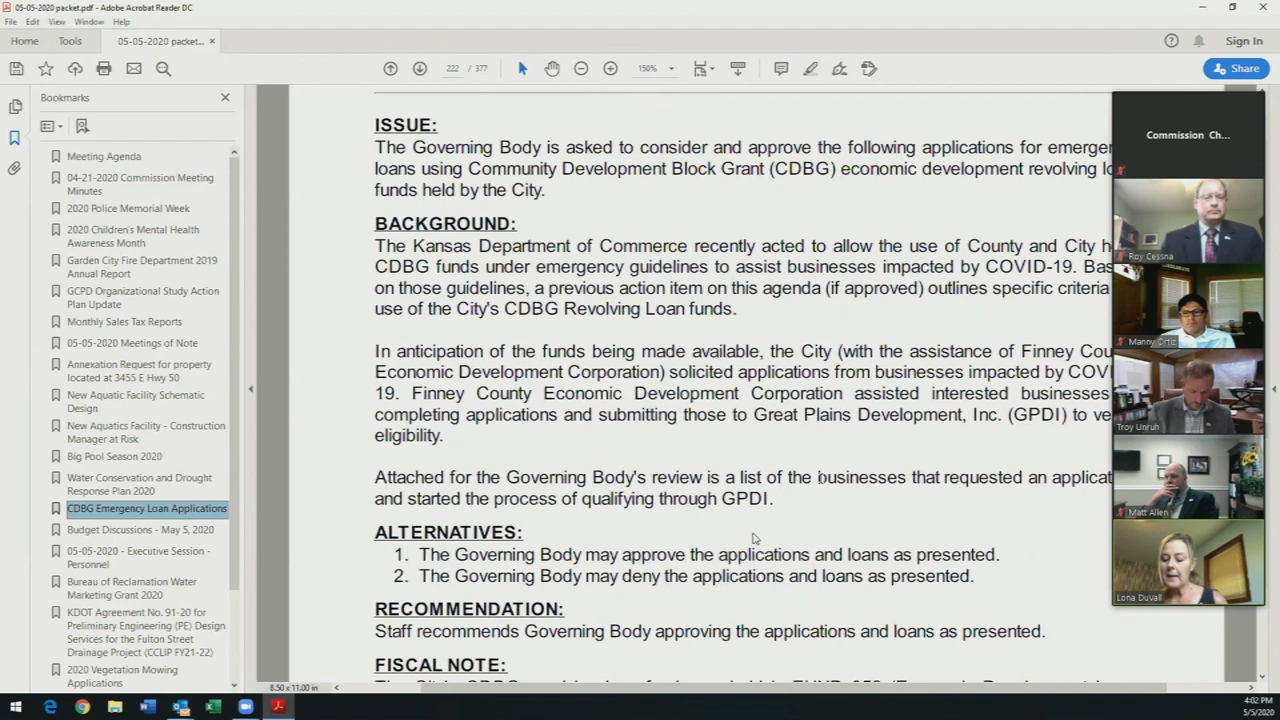 05-05-2020 packet.pdf - Adobe Acrobat Reader DC
File Edit View Window Help
Home Tools 05-05-2020 packet... ×
Sign In
222 / 377
150%
Share
Bookmarks
Meeting Agenda
04-21-2020 Commission Meeting
Minutes
2020 Police Memorial Week
2020 Children's Mental Health
Awareness Month
Garden City Fire Department 2019
Annual Report
GCPD Organizational Study Action
Plan Update
Monthly Sales Tax Reports
05-05-2020 Meetings of Note
Annexation Request for property
located at 3455 E Hwy 50
New Aquatic Facility Schematic
Design
New Aquatics Facility - Construction
Manager at Risk
Big Pool Season 2020
Water Conservation and Drought
Response Plan 2020
CDBG Emergency Loan Applications
Budget Discussions - May 5, 2020
05-05-2020 - Executive Session -
Personnel
Bureau of Reclamation Water
Marketing Grant 2020
KDOT Agreement No. 91-20 for
Preliminary Engineering (PE) Design
Services for the Fulton Street
Drainage Project (CCLIP FY21-22)
2020 Vegetation Mowing
Applications
ISSUE:
The Governing Body is asked to consider and approve the following applications for emerger
loans using Community Development Block Grant (CDBG) economic development revolving lo
funds held by the City.
BACKGROUND:
The Kansas Department of Commerce recently acted to allow the use of County and City h
CDBG funds under emergency guidelines to assist businesses impacted by COVID-19. Bas
on those guidelines, a previous action item on this agenda (if approved) outlines specific criteria
use of the City's CDBG Revolving Loan funds.
In anticipation of the funds being made available, the City (with the assistance of Finney Cou
Economic Development Corporation) solicited applications from businesses impacted by COVI
19. Finney County Economic Development Corporation assisted interested businesses
completing applications and submitting those to Great Plains Development, Inc. (GPDI) to ve
eligibility.
Attached for the Governing Body's review is a list of the businesses that requested an applicat
and started the process of qualifying through GPDI.
ALTERNATIVES:
1. The Governing Body may approve the applications and loans as presented.
2. The Governing Body may deny the applications and loans as presented.
RECOMMENDATION:
Staff recommends Governing Body approving the applications and loans as presented.
FISCAL NOTE:
8.50 x 11.00 in
Commission Ch...
Roy Cessna
Manny Ortiz
Troy Unruh
Matt Allen
Lona DuVall
4:02 PM
5/5/2020